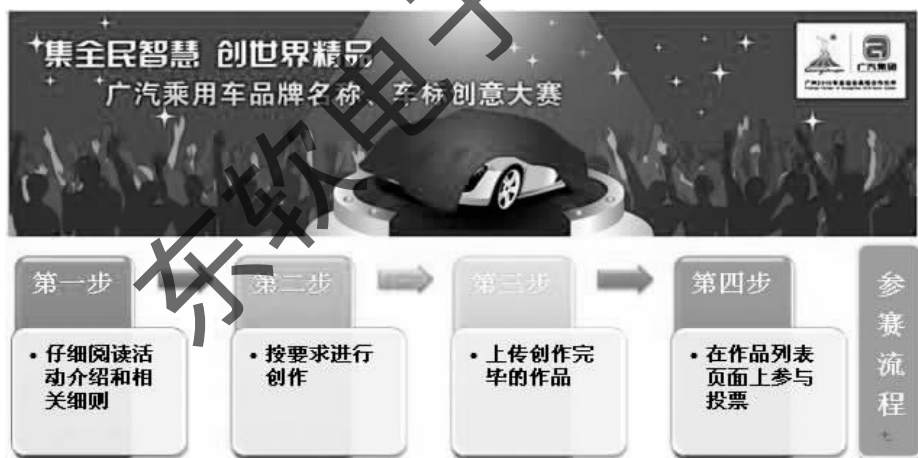 集全民智慧 创世界精品
广汽乘用车品牌名称、车标创意大赛
广汽集团
第一步
第二步
第三步
第四步
• 仔细阅读活
动介绍和相
关细则
• 按要求进行
创作
• 上传创作完
毕的作品
• 在作品列表
页面上参与
投票
参
赛
流
程
东软电子